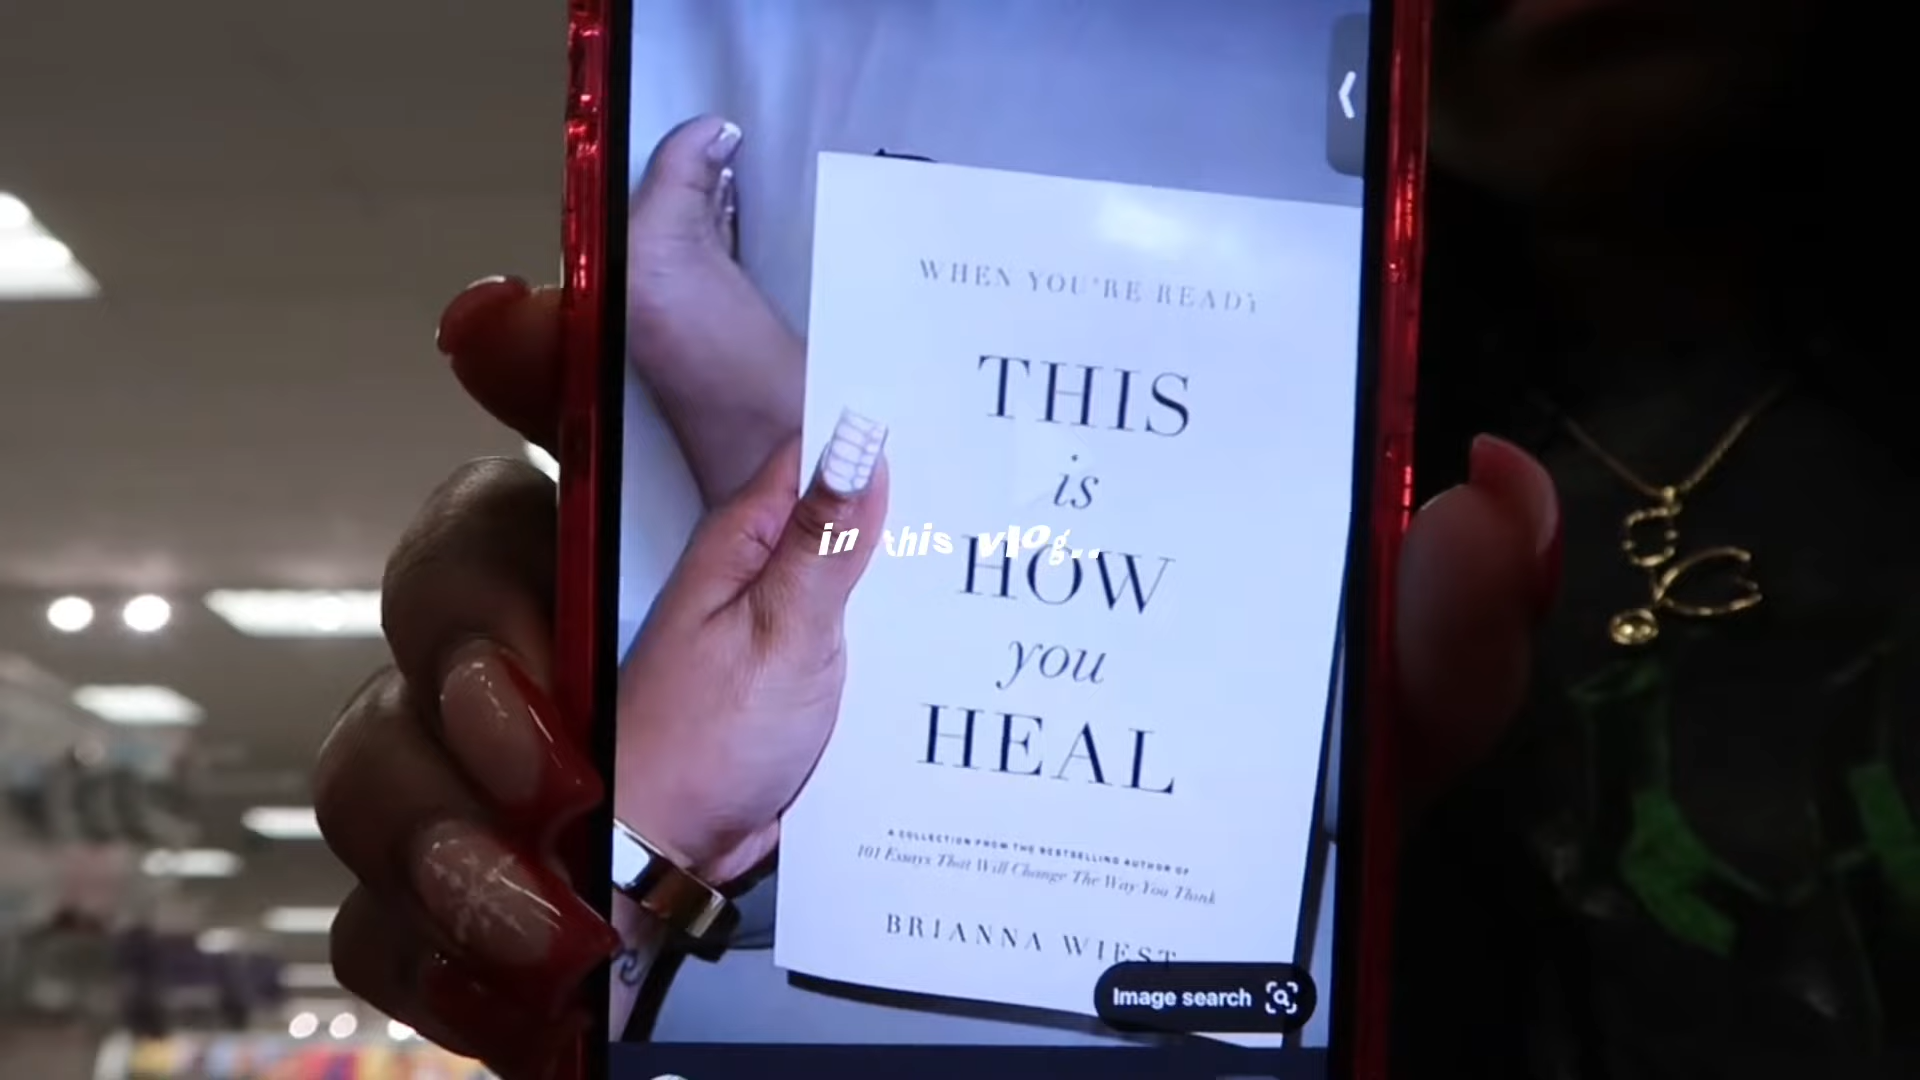 WHEN YOU'RE READY
THIS
is
in this vlog..
HOW
you
HEAL
A COLLECTION FROM THE BESTSELLING AUTHOR OF
101 Essays That Will Change The Way You Think
BRIANNA WIEST
Image search